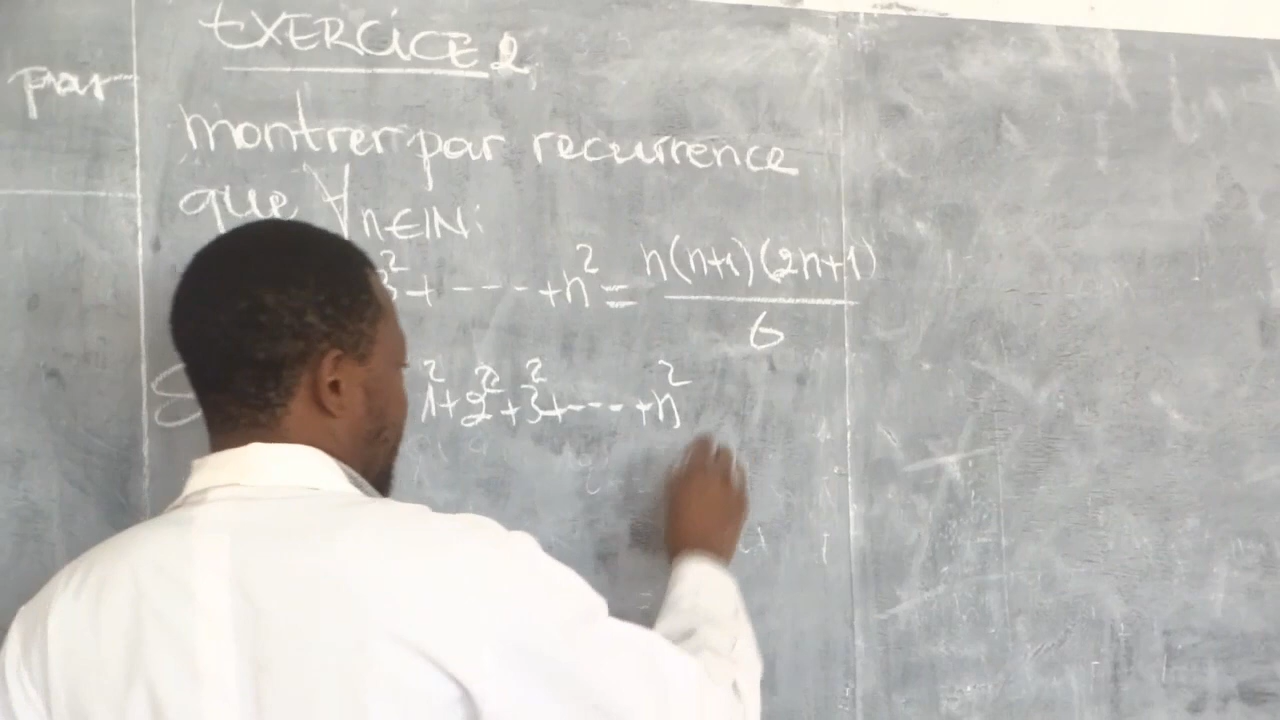 EXERCICE 2
par
montrer par recurrence
que ∀n∈IN:
3²+----+n² = n(n+1)(2n+1)/6
S 1²+2²+3²+---+n²